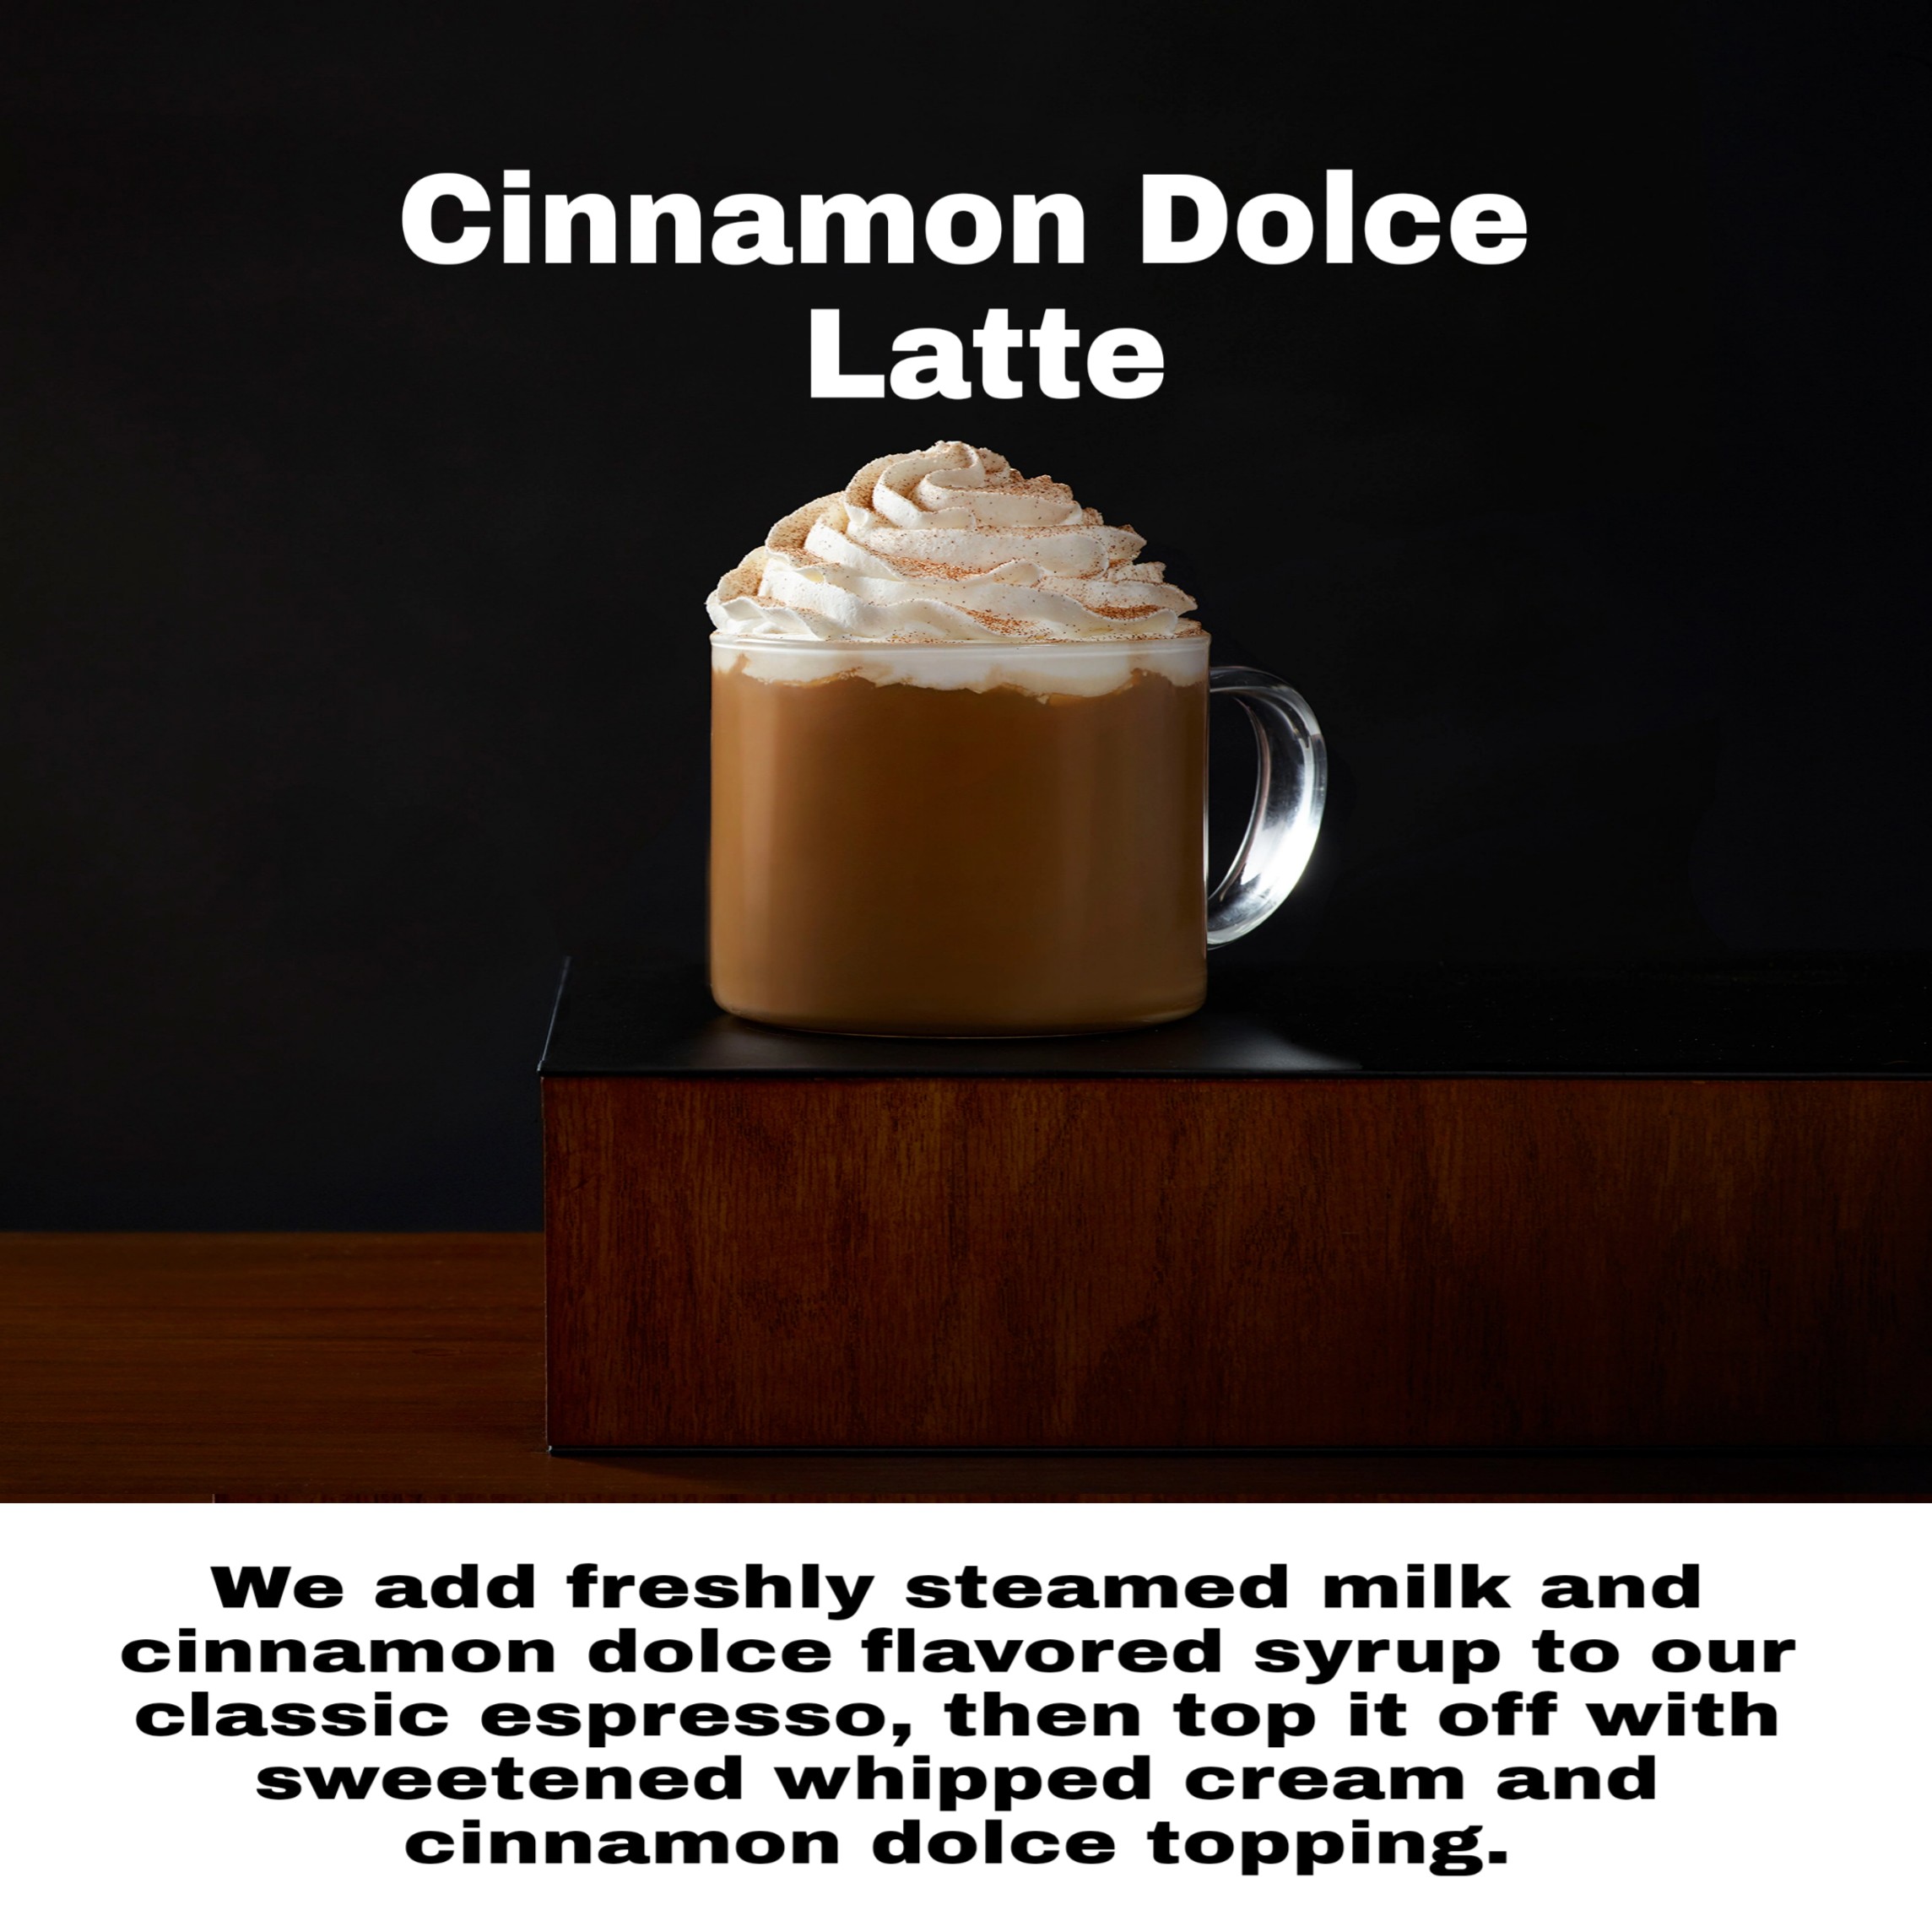 Cinnamon Dolce
Latte
We add freshly steamed milk and
cinnamon dolce flavored syrup to our
classic espresso, then top it off with
sweetened whipped cream and
cinnamon dolce topping.